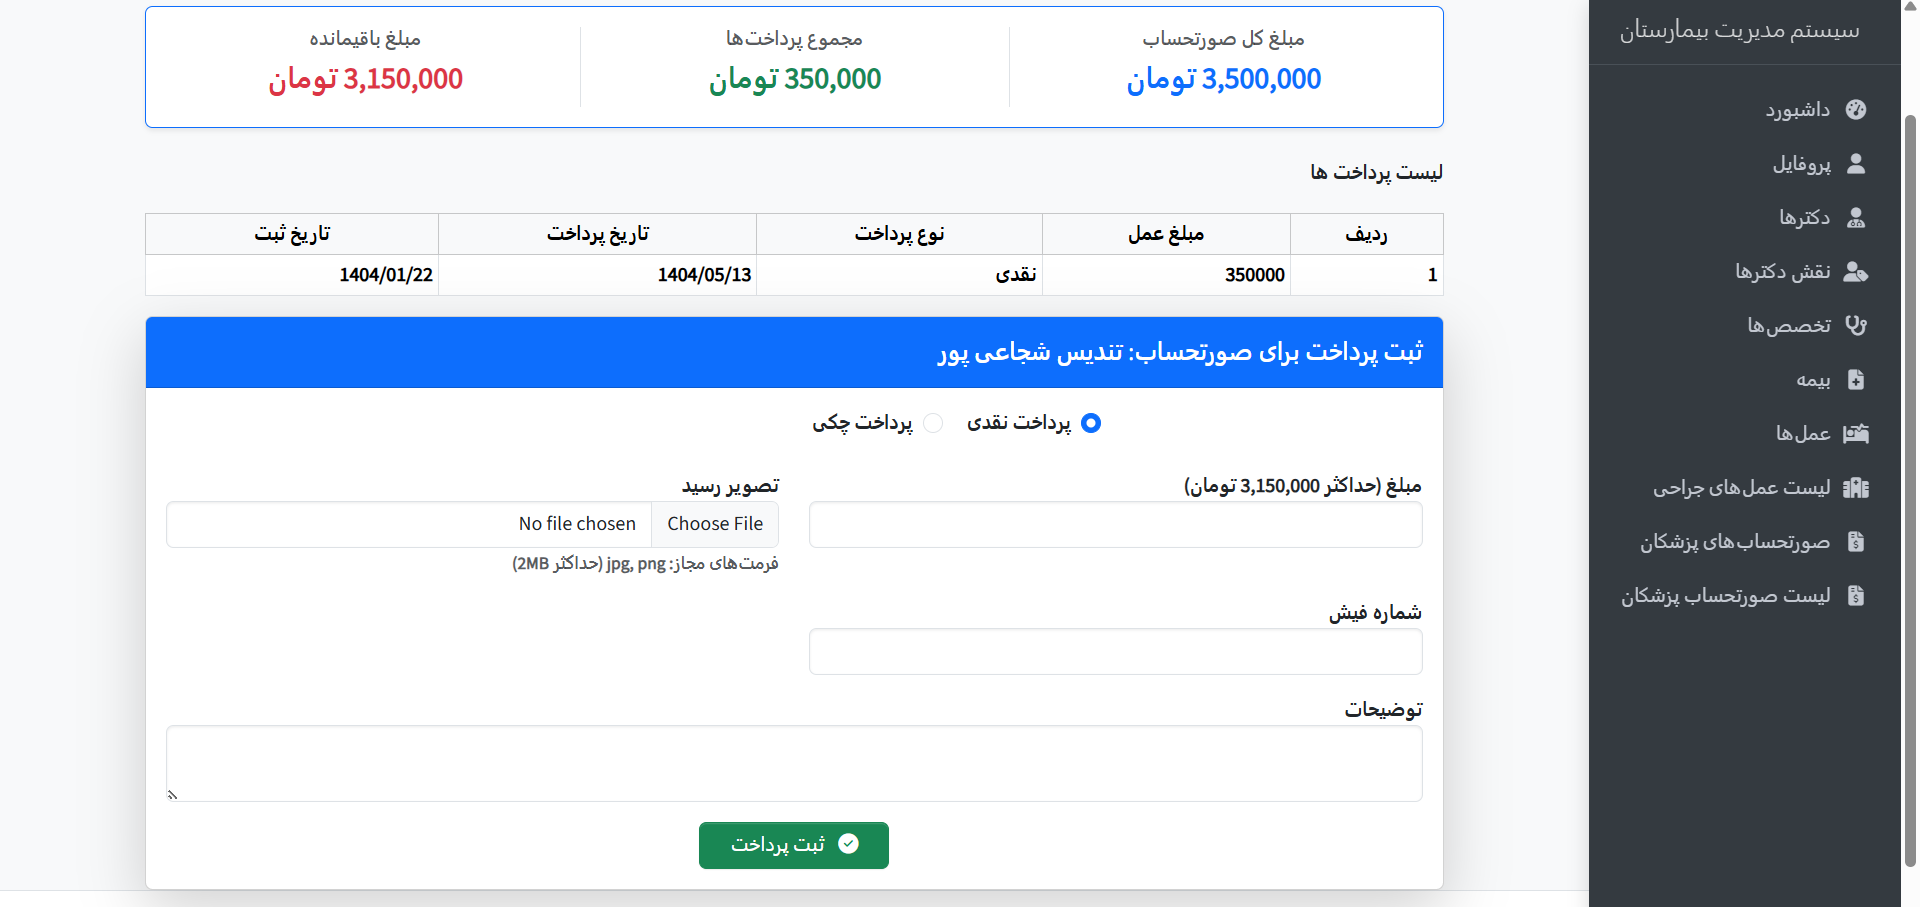 سیستم مدیریت بیمارستان
داشبورد
پروفایل
دکترها
نقش دکترها
تخصص‌ها
بیمه
عمل‌ها
لیست عمل‌های جراحی
صورتحساب‌های پزشکان
لیست صورتحساب پزشکان
مبلغ کل صورتحساب
3,500,000 تومان
مجموع پرداخت‌ها
350,000 تومان
مبلغ باقیمانده
3,150,000 تومان
لیست پرداخت ها
ردیف مبلغ عمل نوع پرداخت تاریخ پرداخت تاریخ ثبت
1 350000 نقدی 1404/05/13 1404/01/22
ثبت پرداخت برای صورتحساب: تندیس شجاعی پور
پرداخت نقدی پرداخت چکی
مبلغ (حداکثر 3,150,000 تومان)
تصویر رسید
Choose File No file chosen
فرمت‌های مجاز: jpg, png (حداکثر 2MB)
شماره فیش
توضیحات
ثبت پرداخت